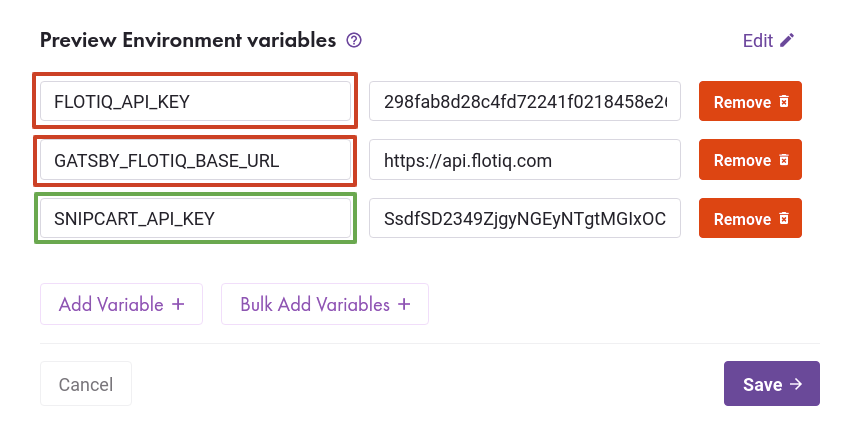 Preview Environment variables Edit
FLOTIQ_API_KEY 298fab8d28c4fd72241f0218458e26 Remove
GATSBY_FLOTIQ_BASE_URL https://api.flotiq.com Remove
SNIPCART_API_KEY SsdfSD2349ZjgyNGEyNTgtMGIxOC Remove
Add Variable + Bulk Add Variables +
Cancel Save →